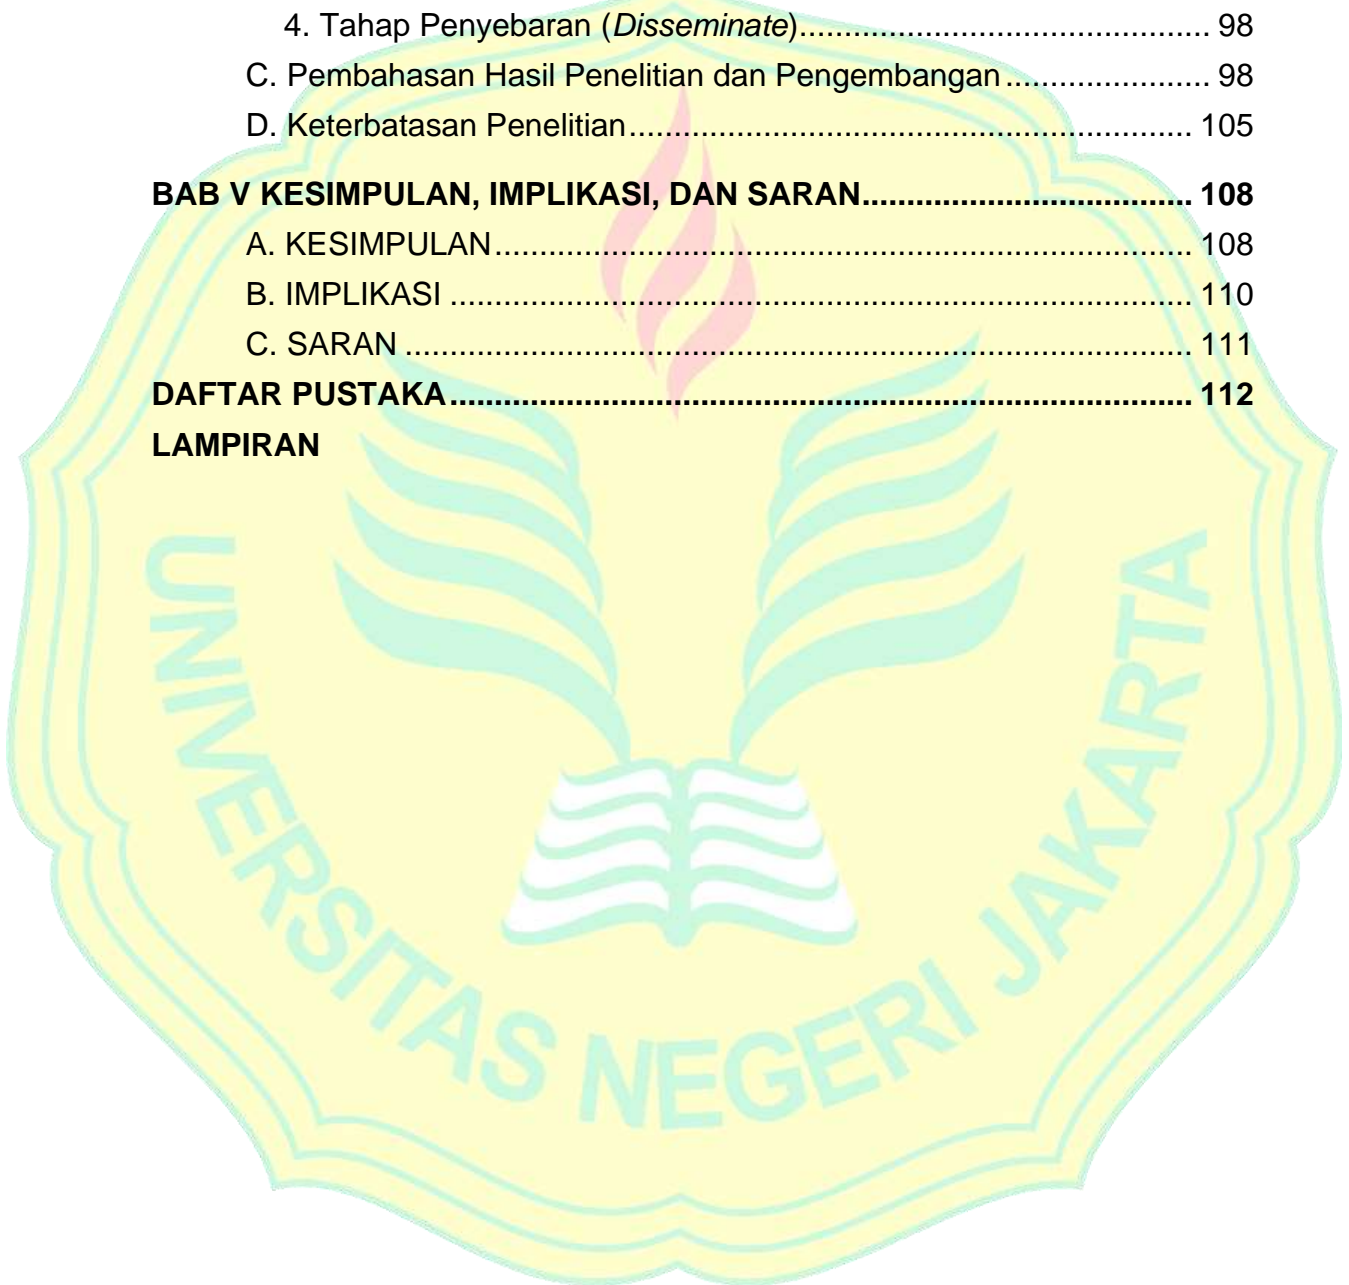 4. Tahap Penyebaran (Disseminate).............................................. 98
C. Pembahasan Hasil Penelitian dan Pengembangan ....................... 98
D. Keterbatasan Penelitian............................................................... 105
BAB V KESIMPULAN, IMPLIKASI, DAN SARAN..................................... 108
A. KESIMPULAN.............................................................................. 108
B. IMPLIKASI ................................................................................... 110
C. SARAN ........................................................................................ 111
DAFTAR PUSTAKA................................................................................... 112
LAMPIRAN
UNIVERSITAS NEGERI JAKARTA